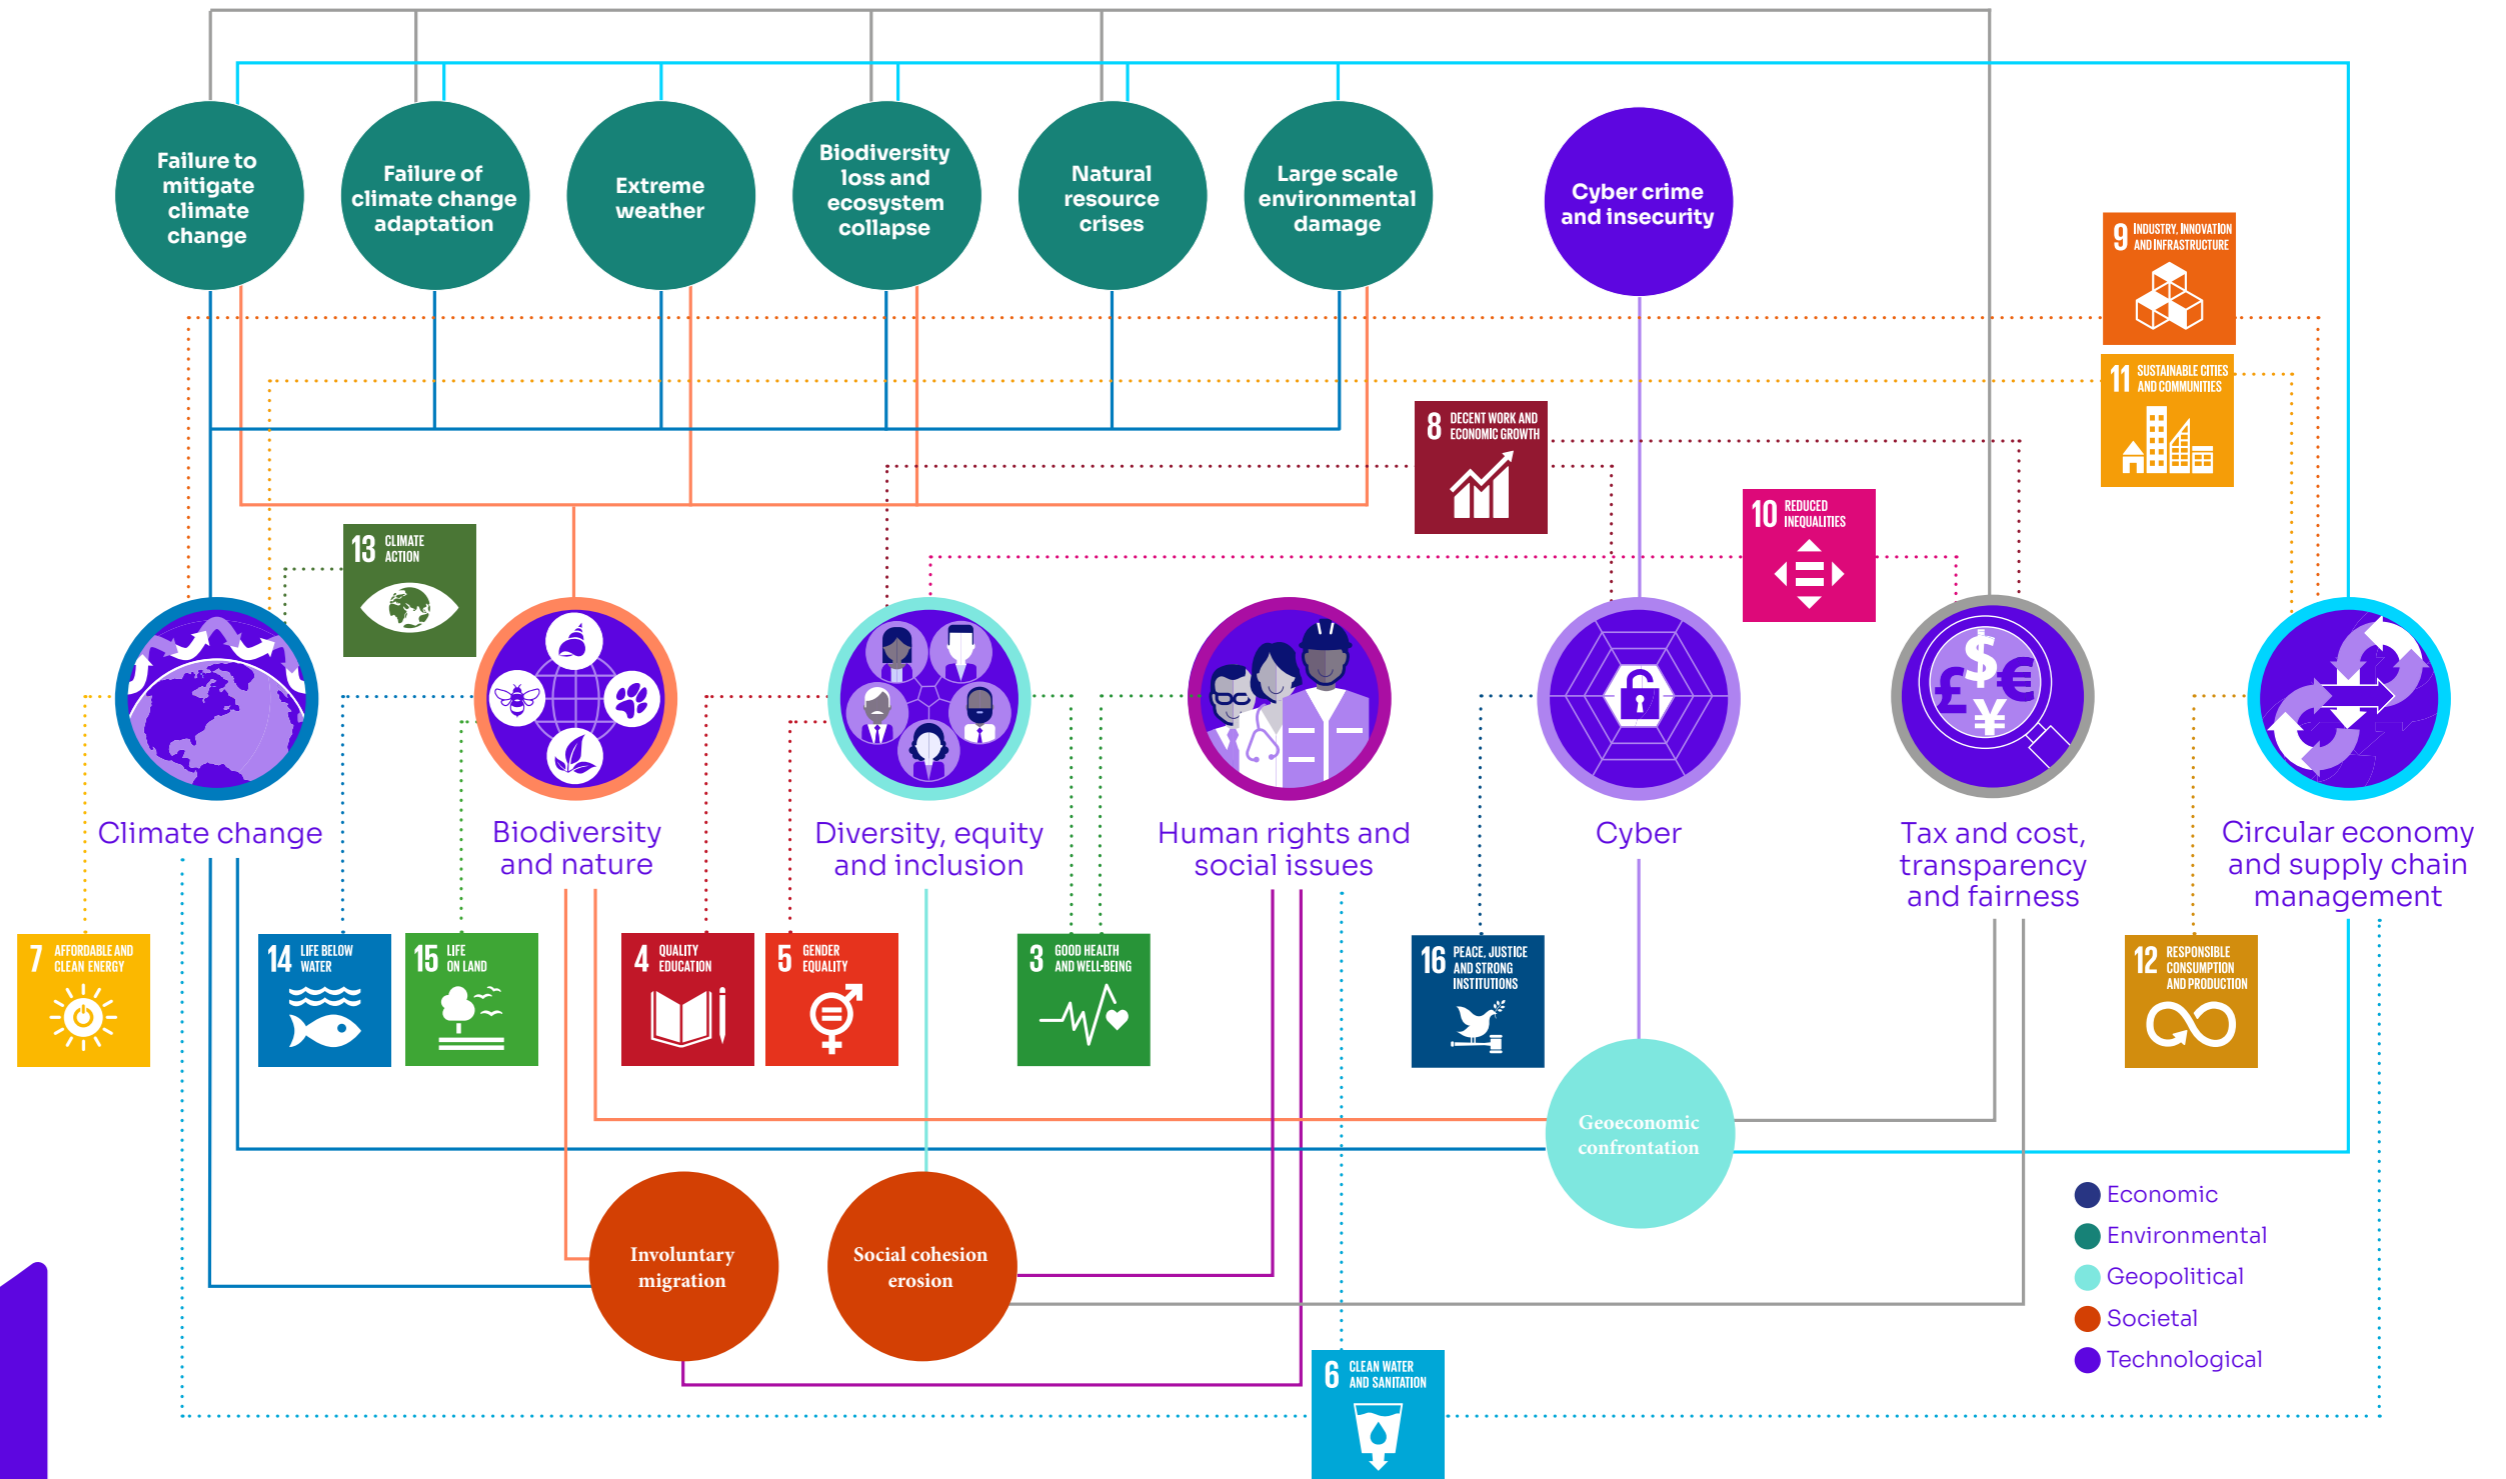 Failure to
mitigate
climate
change
Failure of
climate change
adaptation
Extreme
weather
Biodiversity
loss and
ecosystem
collapse
Natural
resource
crises
Large scale
environmental
damage
Cyber crime
and insecurity
9 INDUSTRY, INNOVATION
AND INFRASTRUCTURE
11 SUSTAINABLE CITIES
AND COMMUNITIES
8 DECENT WORK AND
ECONOMIC GROWTH
10 REDUCED
INEQUALITIES
13 CLIMATE
ACTION
$
£ €
¥
Climate change
Biodiversity
and nature
Diversity, equity
and inclusion
Human rights and
social issues
Cyber
Tax and cost,
transparency
and fairness
Circular economy
and supply chain
management
7 AFFORDABLE AND
CLEAN ENERGY
14 LIFE BELOW
WATER
15 LIFE
ON LAND
4 QUALITY
EDUCATION
5 GENDER
EQUALITY
3 GOOD HEALTH
AND WELL-BEING
16 PEACE, JUSTICE
AND STRONG
INSTITUTIONS
12 RESPONSIBLE
CONSUMPTION
AND PRODUCTION
Geoeconomic
confrontation
Involuntary
migration
Social cohesion
erosion
Economic
Environmental
Geopolitical
Societal
Technological
6 CLEAN WATER
AND SANITATION